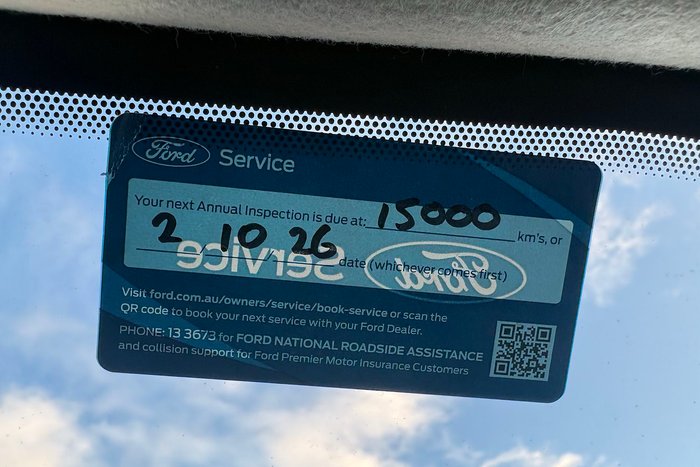 Ford Service
Your next Annual Inspection is due at: 15000 km's, or
2 / 10 / 26 date (whichever comes first)
Service Ford
Visit ford.com.au/owners/service/book-service or scan the
QR code to book your next service with your Ford Dealer.
PHONE: 13 3673 for FORD NATIONAL ROADSIDE ASSISTANCE
and collision support for Ford Premier Motor Insurance Customers